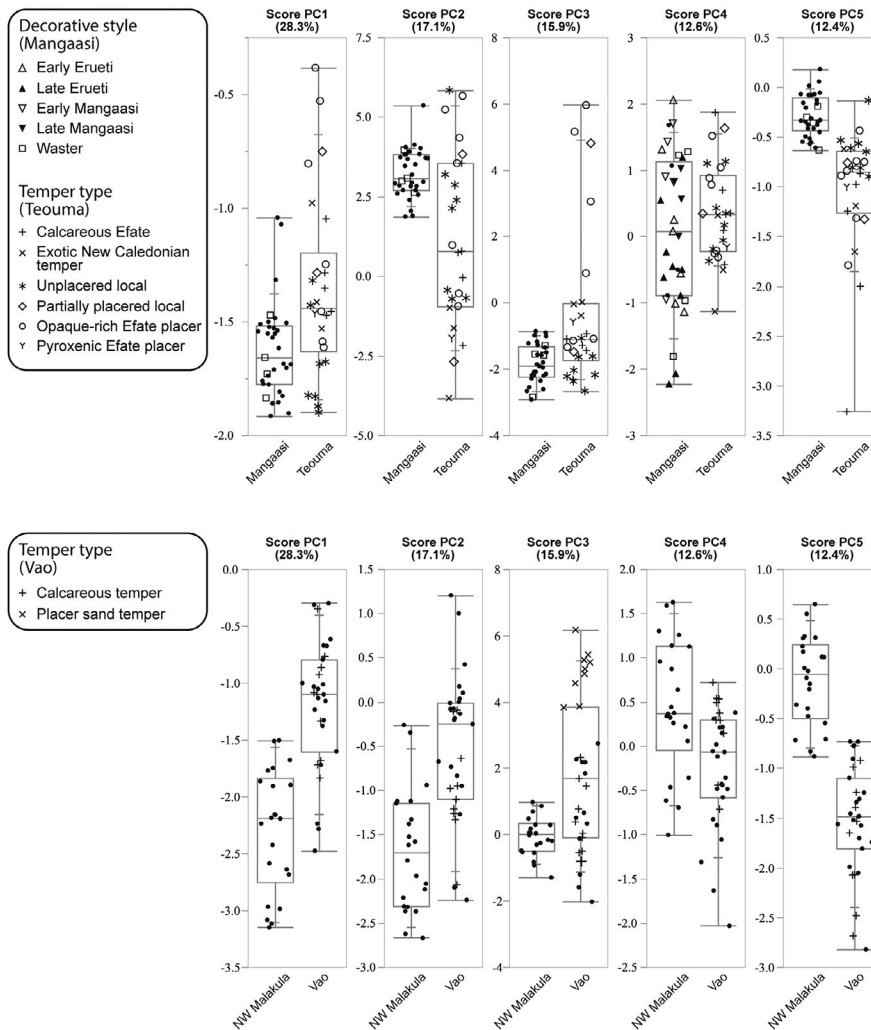 Decorative style
(Mangaasi)
Early Erueti
Late Erueti
Early Mangaasi
Late Mangaasi
Waster
Temper type
(Teouma)
Calcareous Efate
Exotic New Caledonian
temper
Unplacered local
Partially placered local
Opaque-rich Efate placer
Pyroxenic Efate placer
Score PC1
(28.3%)
-0.5
-1.0
-1.5
-2.0
Mangaasi
Teouma
Score PC2
(17.1%)
7.5
5.0
2.5
0.0
-2.5
-5.0
Mangaasi
Teouma
Score PC3
(15.9%)
8
6
4
2
0
-2
-4
Mangaasi
Teouma
Score PC4
(12.6%)
3
2
1
0
-1
-2
-3
Mangaasi
Teouma
Score PC5
(12.4%)
0.5
0.0
-0.5
-1.0
-1.5
-2.0
-2.5
-3.0
-3.5
Mangaasi
Teouma
Temper type
(Vao)
Calcareous temper
Placer sand temper
Score PC1
(28.3%)
0.0
-0.5
-1.0
-1.5
-2.0
-2.5
-3.0
-3.5
NW Malakula
Vao
Score PC2
(17.1%)
1.5
1.0
0.5
0.0
-0.5
-1.0
-1.5
-2.0
-2.5
-3.0
NW Malakula
Vao
Score PC3
(15.9%)
8
6
4
2
0
-2
-4
NW Malakula
Vao
Score PC4
(12.6%)
2.0
1.5
1.0
0.5
0.0
-0.5
-1.0
-1.5
-2.0
-2.5
NW Malakula
Vao
Score PC5
(12.4%)
1.0
0.5
0.0
-0.5
-1.0
-1.5
-2.0
-2.5
-3.0
NW Malakula
Vao